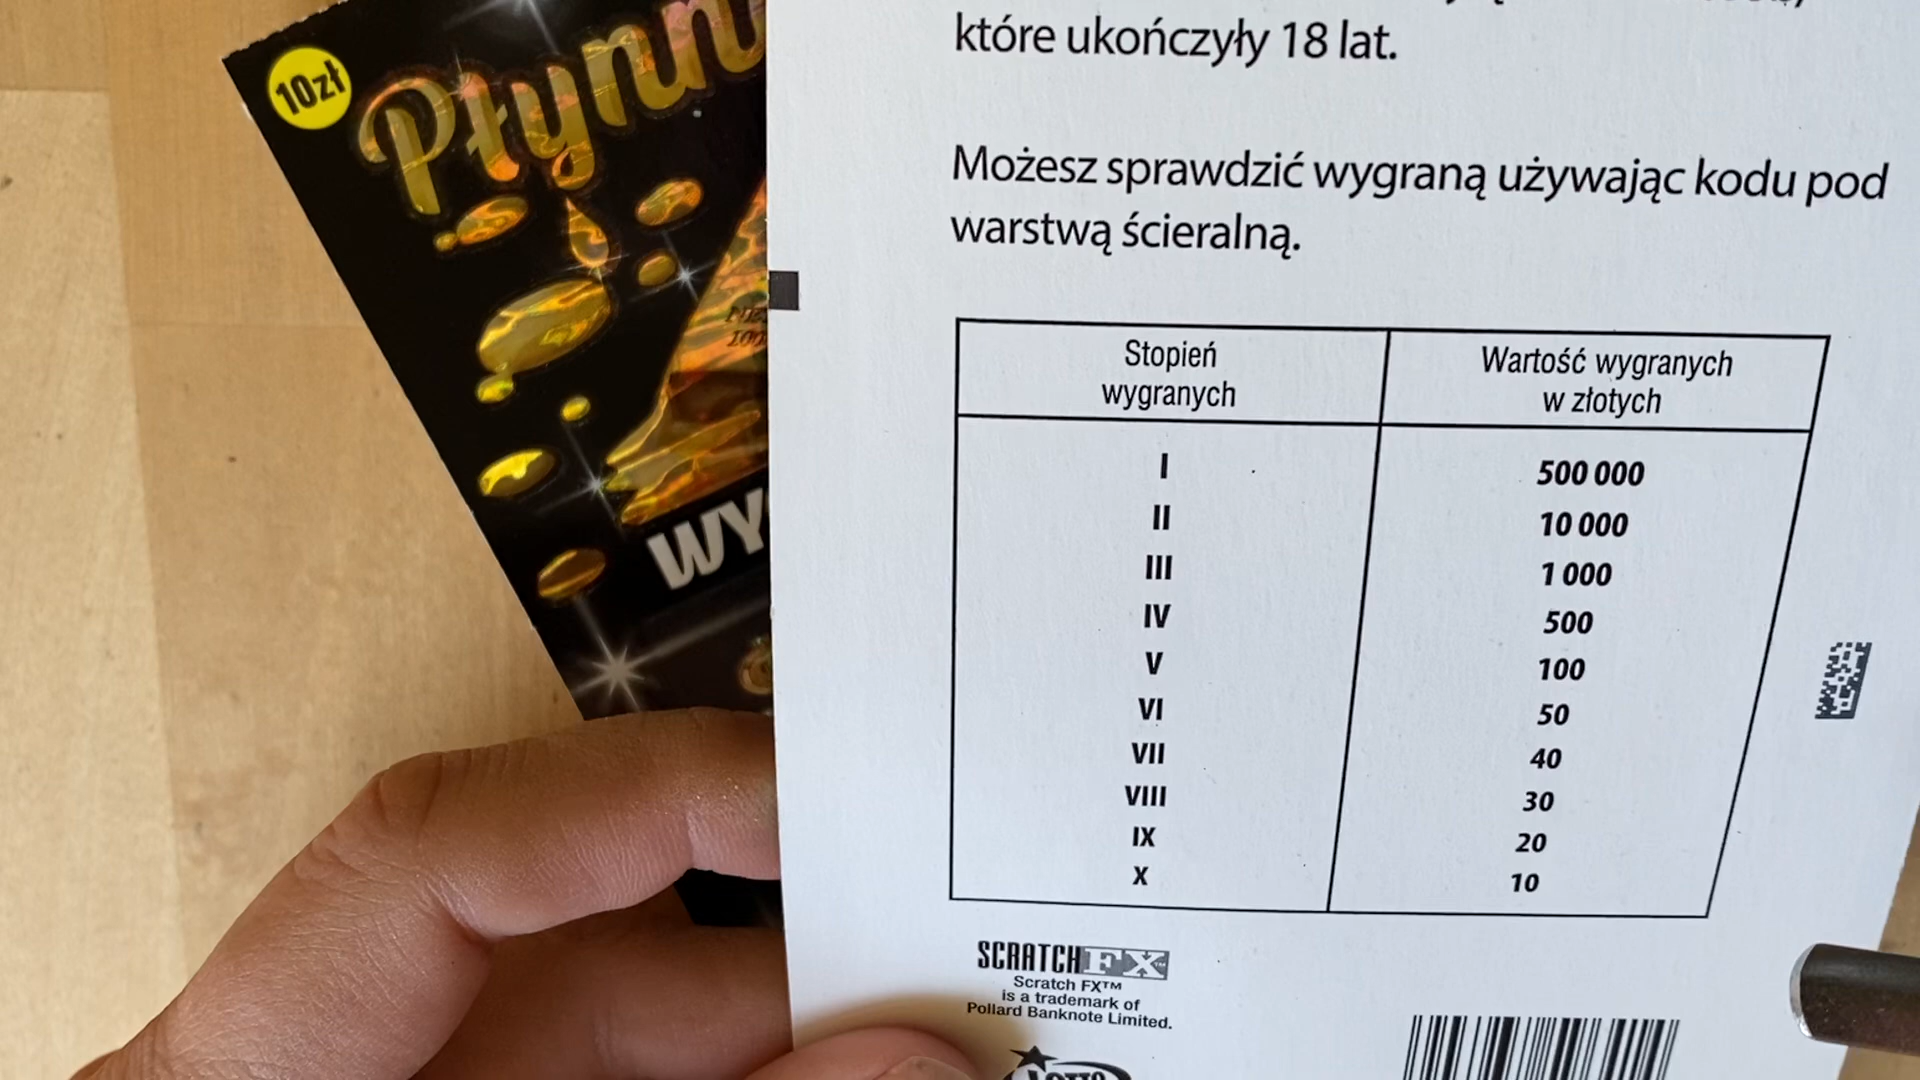 10zł
Płynn
WY
które ukończyły 18 lat.
Możesz sprawdzić wygraną używając kodu pod
warstwą ścieralną.
Stopień
wygranych
Wartość wygranych
w złotych
I 500 000
II 10 000
III 1 000
IV 500
V 100
VI 50
VII 40
VIII 30
IX 20
X 10
SCRATCH FX™
Scratch FX™
is a trademark of
Pollard Banknote Limited.
LOTTO